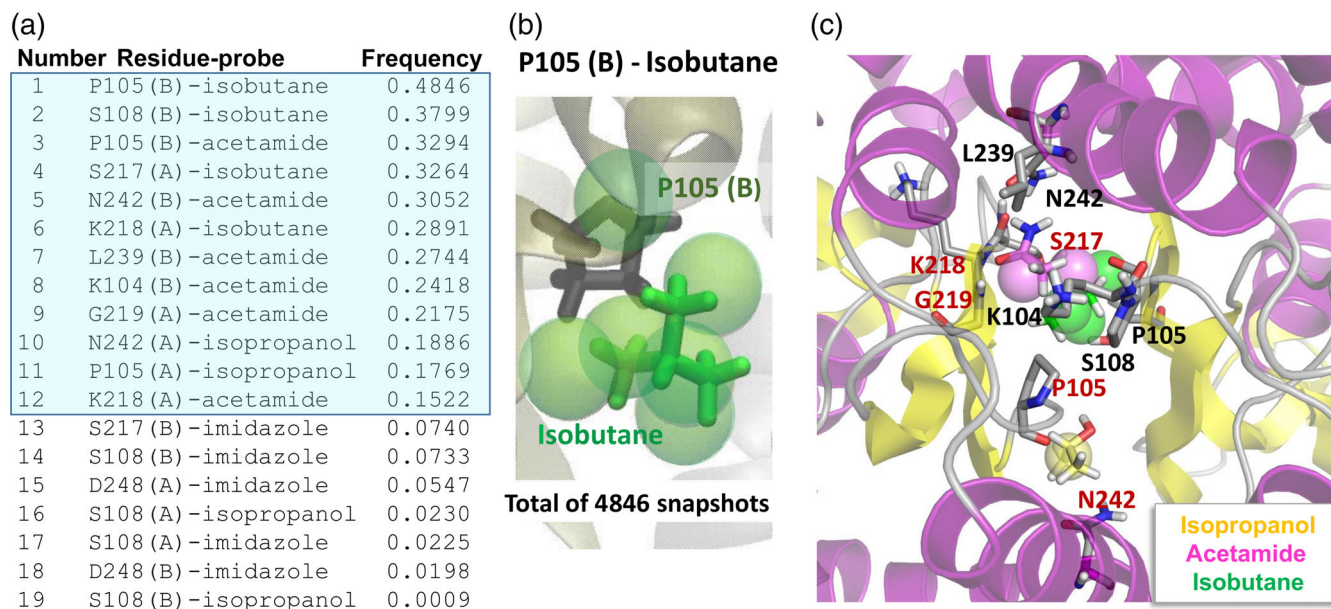 (a)
Number Residue-probe Frequency
1 P105(B)-isobutane 0.4846
2 S108(B)-isobutane 0.3799
3 P105(B)-acetamide 0.3294
4 S217(A)-isobutane 0.3264
5 N242(B)-acetamide 0.3052
6 K218(A)-isobutane 0.2891
7 L239(B)-acetamide 0.2744
8 K104(B)-acetamide 0.2418
9 G219(A)-acetamide 0.2175
10 N242(A)-isopropanol 0.1886
11 P105(A)-isopropanol 0.1769
12 K218(A)-acetamide 0.1522
13 S217(B)-imidazole 0.0740
14 S108(B)-imidazole 0.0733
15 D248(A)-imidazole 0.0547
16 S108(A)-isopropanol 0.0230
17 S108(A)-imidazole 0.0225
18 D248(B)-imidazole 0.0198
19 S108(B)-isopropanol 0.0009
(b)
P105 (B) - Isobutane
P105 (B)
Isobutane
Total of 4846 snapshots
(c)
L239
N242
S217
K218
G219
K104
P105
S108
P105
N242
Isopropanol
Acetamide
Isobutane